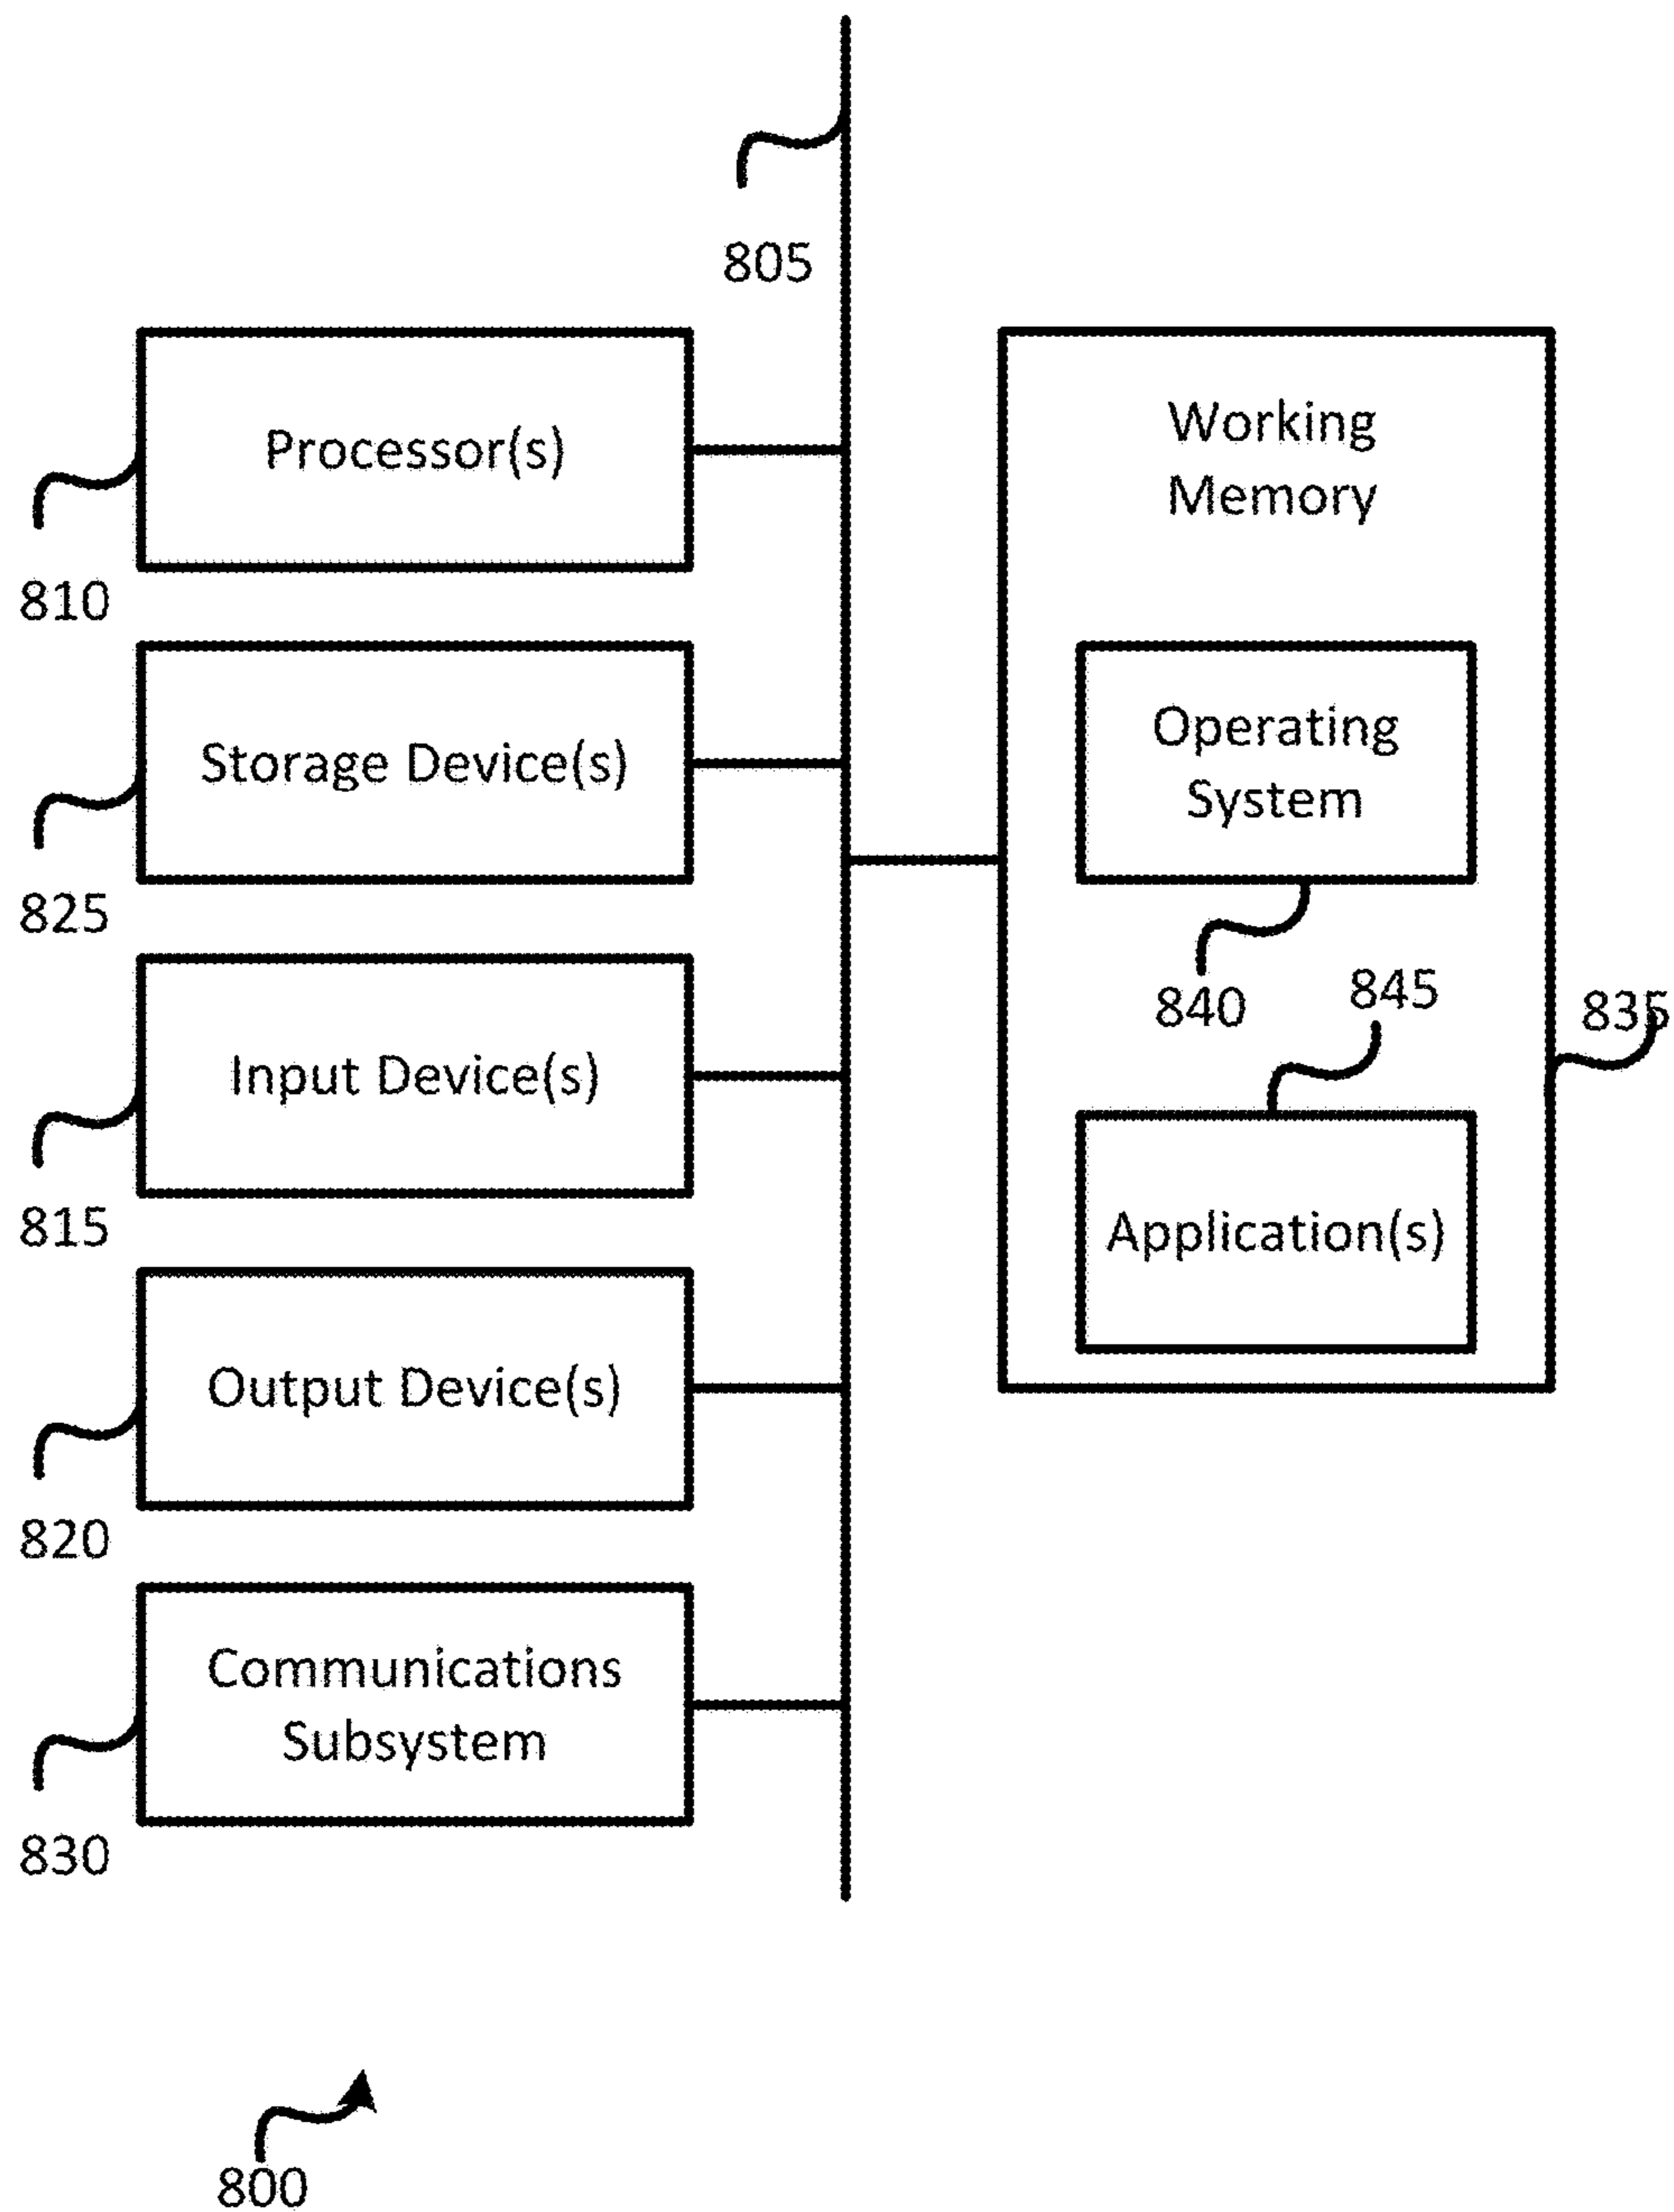 805
Processor(s)
810
Storage Device(s)
825
Input Device(s)
815
Output Device(s)
820
Communications
Subsystem
830
Working
Memory
Operating
System
840
845
835
Application(s)
800